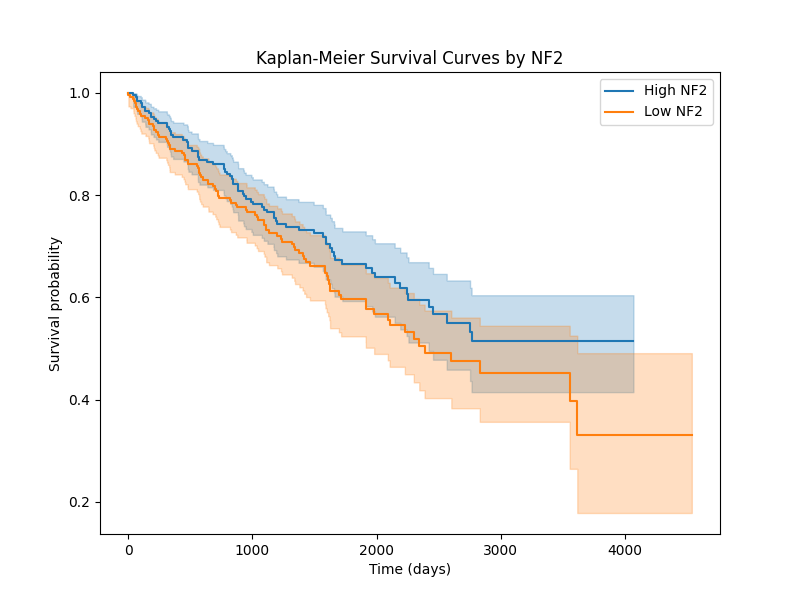 Kaplan-Meier Survival Curves by NF2
High NF2
Low NF2
1.0
0.8
0.6
0.4
0.2
Survival probability
0 1000 2000 3000 4000
Time (days)